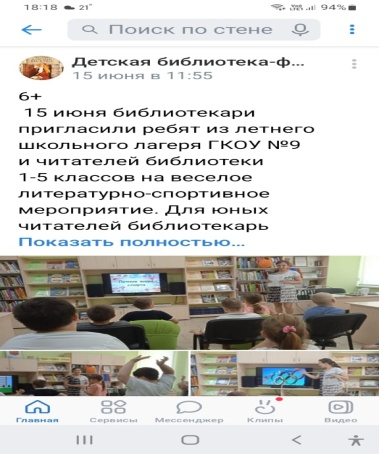 18:18 21° 94%
Поиск по стене
Детская библиотека-ф...
15 июня в 11:55
6+
15 июня библиотекари
пригласили ребят из летнего
школьного лагеря ГКОУ №9
и читателей библиотеки
1-5 классов на веселое
литературно-спортивное
мероприятие. Для юных
читателей библиотекарь
Показать полностью...
Главная Сервисы Мессенджер Клипы Видео